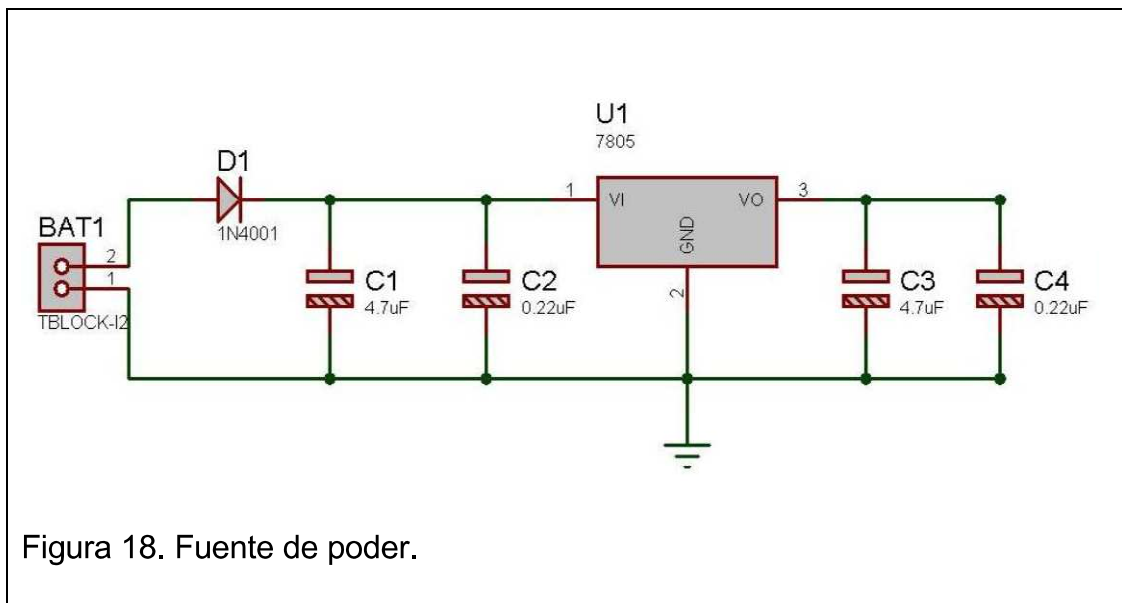 U1
7805
D1
1N4001
BAT1
2
1
TBLOCK-I2
C1
4.7uF
C2
0.22uF
1
VI
VO
3
GND
2
C3
4.7uF
C4
0.22uF
Figura 18. Fuente de poder.